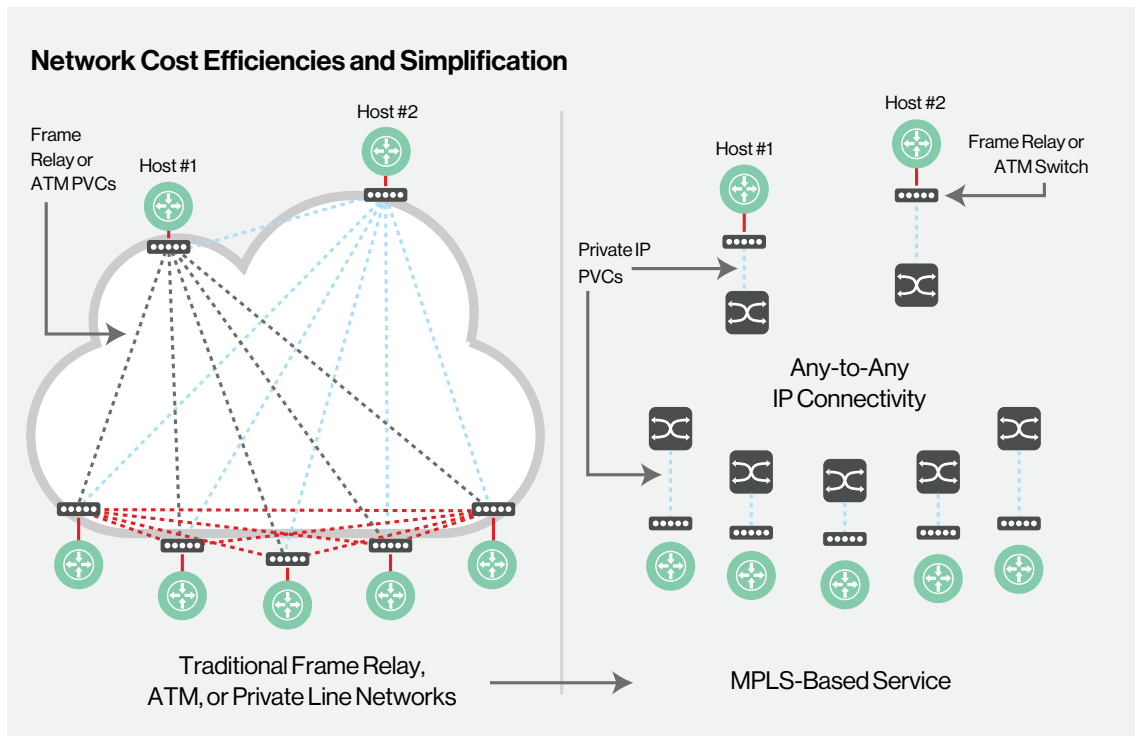 Network Cost Efficiencies and Simplification
Frame
Relay or
ATM PVCs
Host #1
Host #2
Host #1
Host #2
Frame Relay or
ATM Switch
Private IP
PVCs
Any-to-Any
IP Connectivity
Traditional Frame Relay,
ATM, or Private Line Networks
MPLS-Based Service